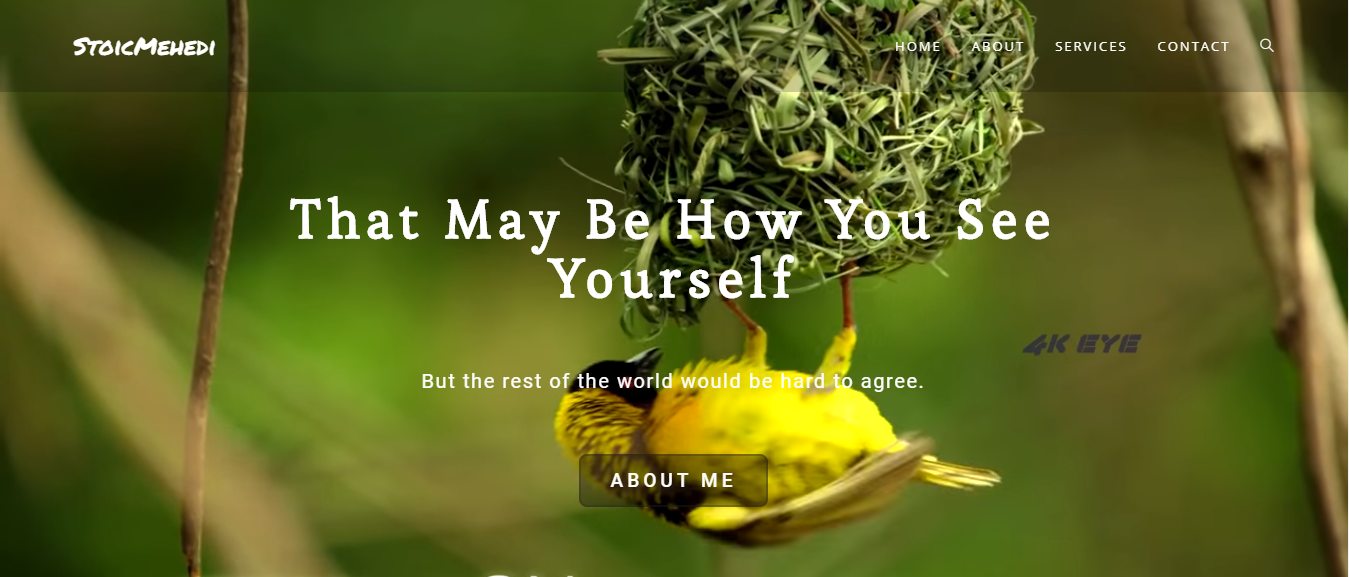 StoicMehedi
HOME ABOUT SERVICES CONTACT
That May Be How You See
Yourself
4K EYE
But the rest of the world would be hard to agree.
ABOUT ME